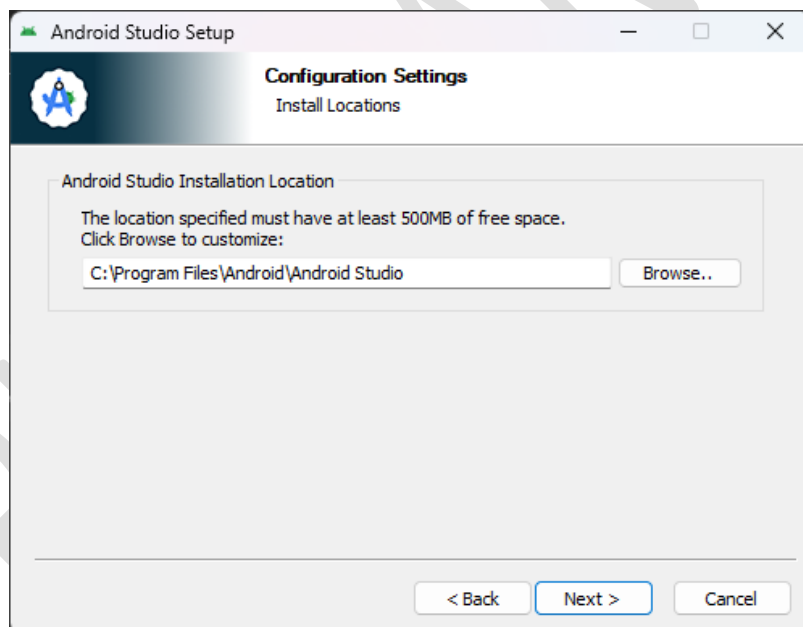 Android Studio Setup
Configuration Settings
Install Locations
Android Studio Installation Location
The location specified must have at least 500MB of free space.
Click Browse to customize:
C:\Program Files\Android\Android Studio
Browse..
< Back
Next >
Cancel